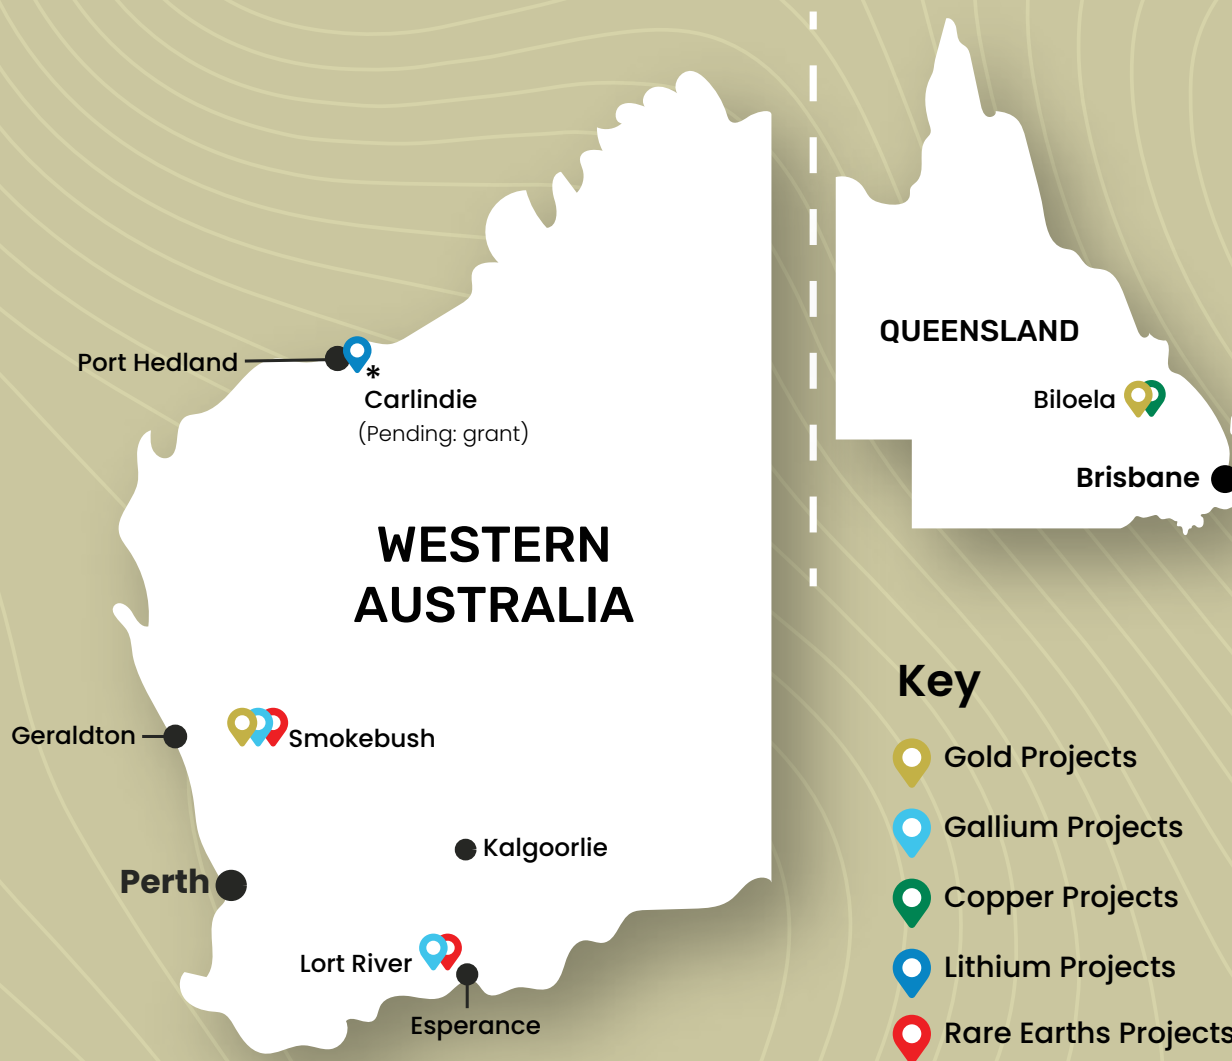 Port Hedland
*
Carlindie
(Pending: grant)
WESTERN
AUSTRALIA
Geraldton
Smokebush
Kalgoorlie
Perth
Lort River
Esperance
QUEENSLAND
Biloela
Brisbane
Key
Gold Projects
Gallium Projects
Copper Projects
Lithium Projects
Rare Earths Projects